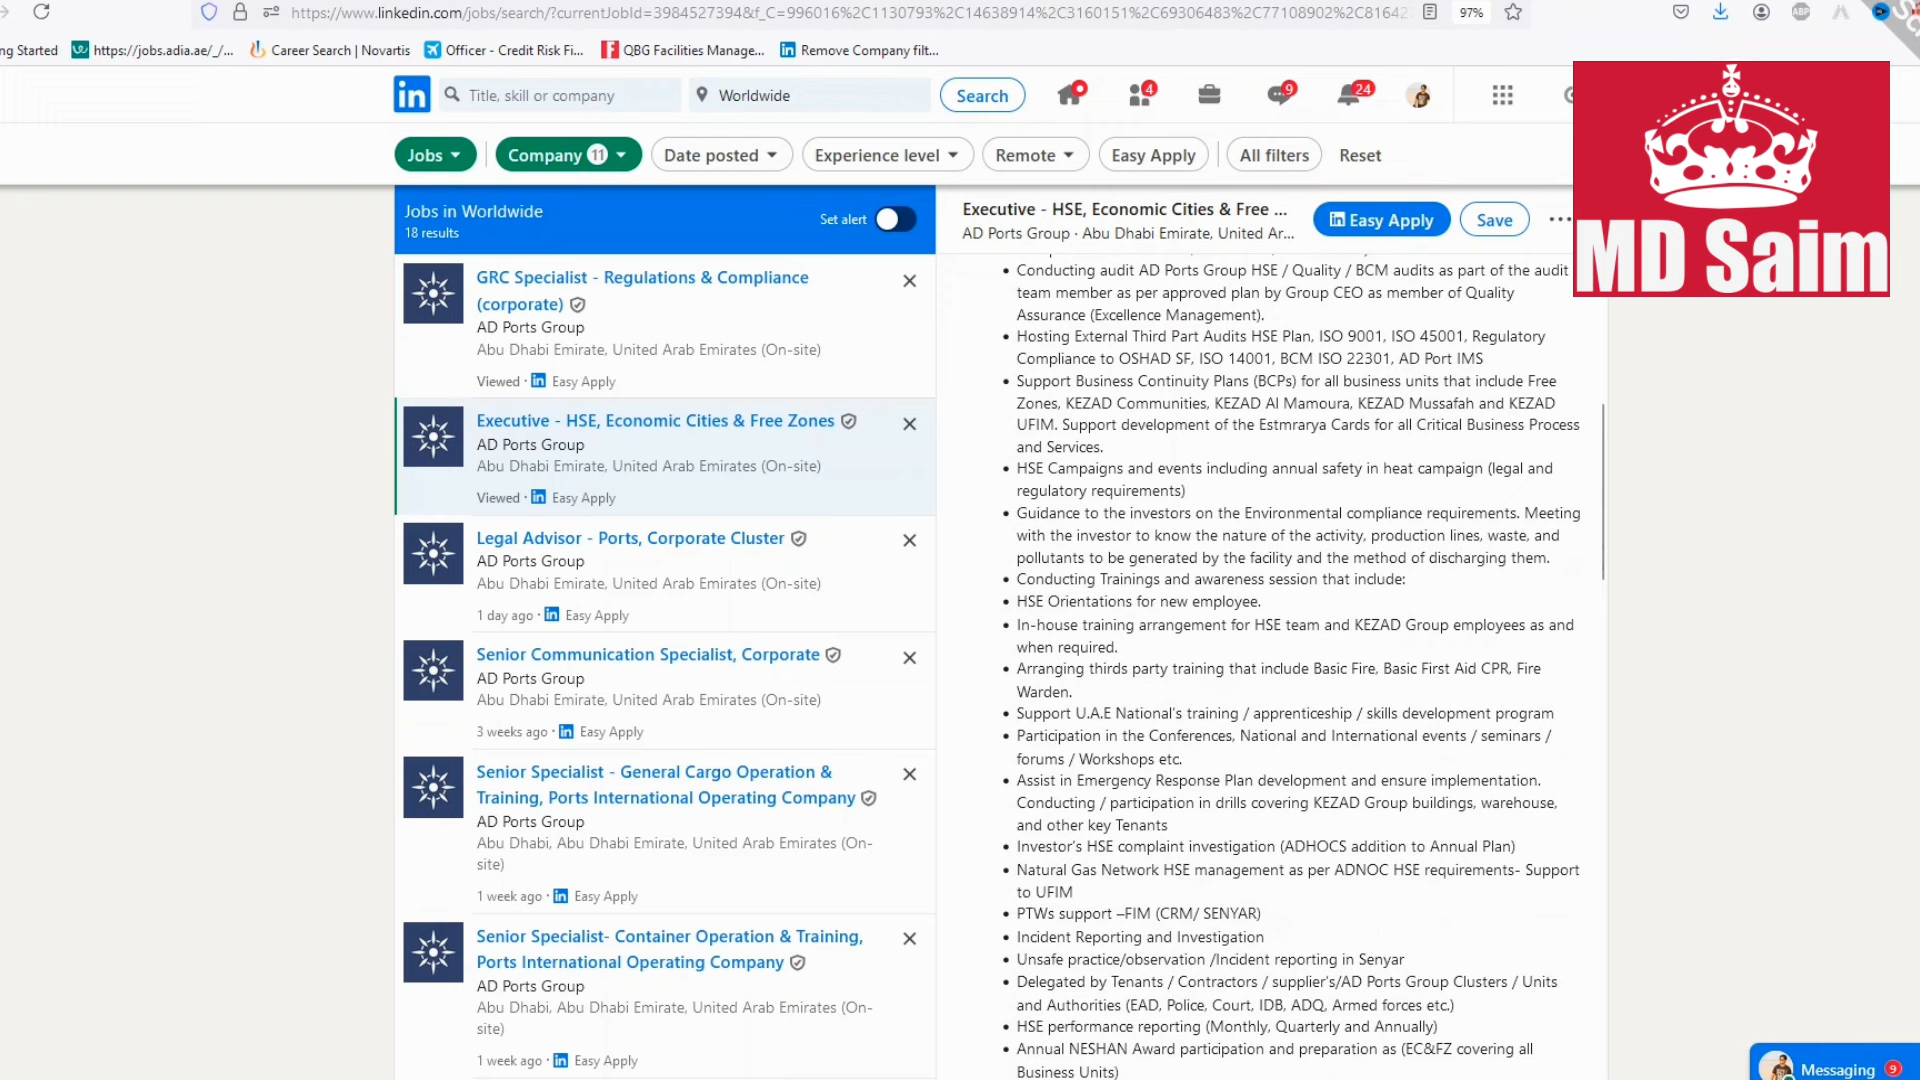 https://www.linkedin.com/jobs/search/?currentJobId=3984527394&f_C=996016%2C1130793%2C14638914%2C3160151%2C69306483%2C77108902%2C81642
97%
ABP
ng Started
https://jobs.adia.ae/_/...
Career Search | Novartis
Officer - Credit Risk Fi...
QBG Facilities Manage...
Remove Company filt...
in
Title, skill or company
Worldwide
Search
4
9
24
Jobs
Company 11
Date posted
Experience level
Remote
Easy Apply
All filters
Reset
MD Saim
Jobs in Worldwide
18 results
Set alert
GRC Specialist - Regulations & Compliance
(corporate)
AD Ports Group
Abu Dhabi Emirate, United Arab Emirates (On-site)
Viewed · in Easy Apply
Executive - HSE, Economic Cities & Free Zones
AD Ports Group
Abu Dhabi Emirate, United Arab Emirates (On-site)
Viewed · in Easy Apply
Legal Advisor - Ports, Corporate Cluster
AD Ports Group
Abu Dhabi Emirate, United Arab Emirates (On-site)
1 day ago · in Easy Apply
Senior Communication Specialist, Corporate
AD Ports Group
Abu Dhabi Emirate, United Arab Emirates (On-site)
3 weeks ago · in Easy Apply
Senior Specialist - General Cargo Operation &
Training, Ports International Operating Company
AD Ports Group
Abu Dhabi, Abu Dhabi Emirate, United Arab Emirates (On-
site)
1 week ago · in Easy Apply
Senior Specialist- Container Operation & Training,
Ports International Operating Company
AD Ports Group
Abu Dhabi, Abu Dhabi Emirate, United Arab Emirates (On-
site)
1 week ago · in Easy Apply
Executive - HSE, Economic Cities & Free ...
AD Ports Group · Abu Dhabi Emirate, United Ar...
in Easy Apply
Save
• Conducting audit AD Ports Group HSE / Quality / BCM audits as part of the audit
team member as per approved plan by Group CEO as member of Quality
Assurance (Excellence Management).
• Hosting External Third Part Audits HSE Plan, ISO 9001, ISO 45001, Regulatory
Compliance to OSHAD SF, ISO 14001, BCM ISO 22301, AD Port IMS
• Support Business Continuity Plans (BCPs) for all business units that include Free
Zones, KEZAD Communities, KEZAD Al Mamoura, KEZAD Mussafah and KEZAD
UFIM. Support development of the Estmrarya Cards for all Critical Business Process
and Services.
• HSE Campaigns and events including annual safety in heat campaign (legal and
regulatory requirements)
• Guidance to the investors on the Environmental compliance requirements. Meeting
with the investor to know the nature of the activity, production lines, waste, and
pollutants to be generated by the facility and the method of discharging them.
• Conducting Trainings and awareness session that include:
• HSE Orientations for new employee.
• In-house training arrangement for HSE team and KEZAD Group employees as and
when required.
• Arranging thirds party training that include Basic Fire, Basic First Aid CPR, Fire
Warden.
• Support U.A.E National's training / apprenticeship / skills development program
• Participation in the Conferences, National and International events / seminars /
forums / Workshops etc.
• Assist in Emergency Response Plan development and ensure implementation.
Conducting / participation in drills covering KEZAD Group buildings, warehouse,
and other key Tenants
• Investor's HSE complaint investigation (ADHOCS addition to Annual Plan)
• Natural Gas Network HSE management as per ADNOC HSE requirements- Support
to UFIM
• PTWs support –FIM (CRM/ SENYAR)
• Incident Reporting and Investigation
• Unsafe practice/observation /Incident reporting in Senyar
• Delegated by Tenants / Contractors / supplier's/AD Ports Group Clusters / Units
and Authorities (EAD, Police, Court, IDB, ADQ, Armed forces etc.)
• HSE performance reporting (Monthly, Quarterly and Annually)
• Annual NESHAN Award participation and preparation as (EC&FZ covering all
Business Units)
Messaging 9